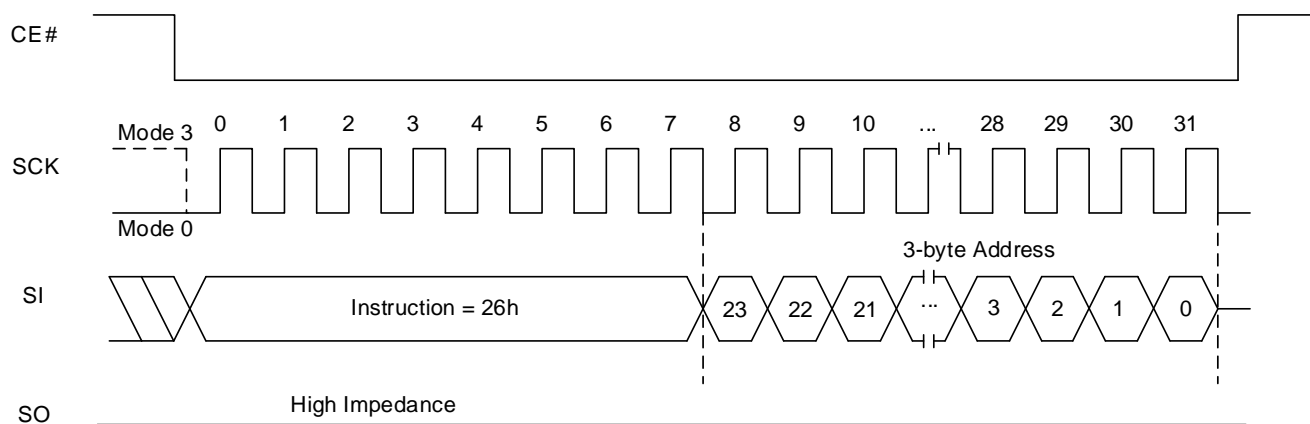 CE#
Mode 3
0 1 2 3 4 5 6 7 8 9 10 ... 28 29 30 31
SCK
Mode 0
3-byte Address
SI
Instruction = 26h
23 22 21 ... 3 2 1 0
High Impedance
SO